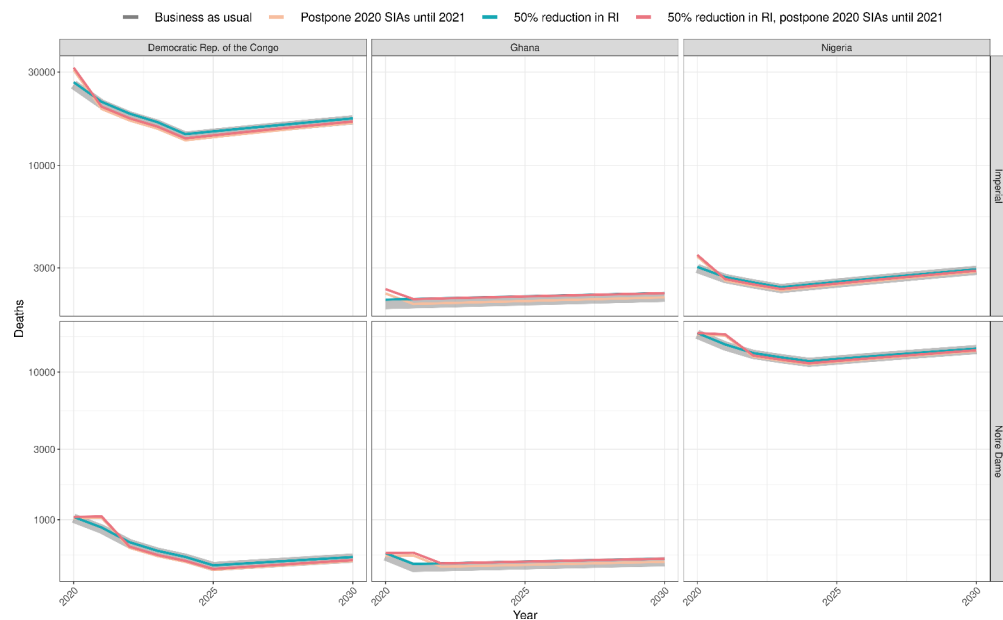 Business as usual Postpone 2020 SIAs until 2021 50% reduction in RI 50% reduction in RI, postpone 2020 SIAs until 2021
Democratic Rep. of the Congo Ghana Nigeria
30000
10000
3000
Imperial
10000
3000
1000
Notre Dame
Deaths
2020 2025 2030 2020 2025 2030 2020 2025 2030
Year